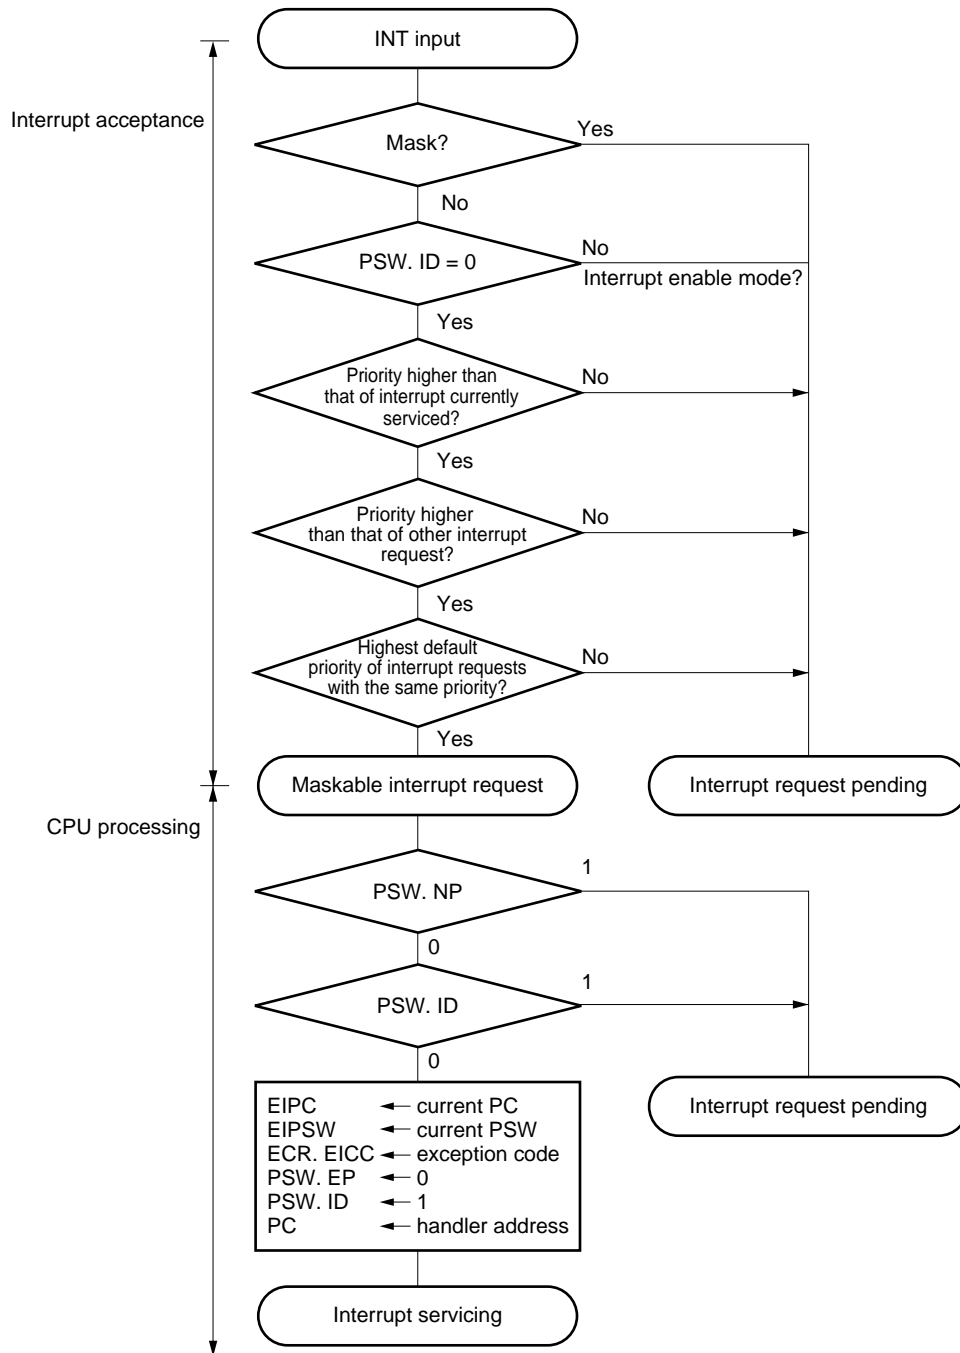 INT input
Interrupt acceptance
Mask?
Yes
No
PSW. ID = 0
No
Interrupt enable mode?
Yes
Priority higher than
that of interrupt currently
serviced?
No
Yes
Priority higher
than that of other interrupt
request?
No
Yes
Highest default
priority of interrupt requests
with the same priority?
No
Yes
Maskable interrupt request
Interrupt request pending
CPU processing
PSW. NP
1
0
PSW. ID
1
0
Interrupt request pending
EIPC ← current PC
EIPSW ← current PSW
ECR. EICC ← exception code
PSW. EP ← 0
PSW. ID ← 1
PC ← handler address
Interrupt servicing